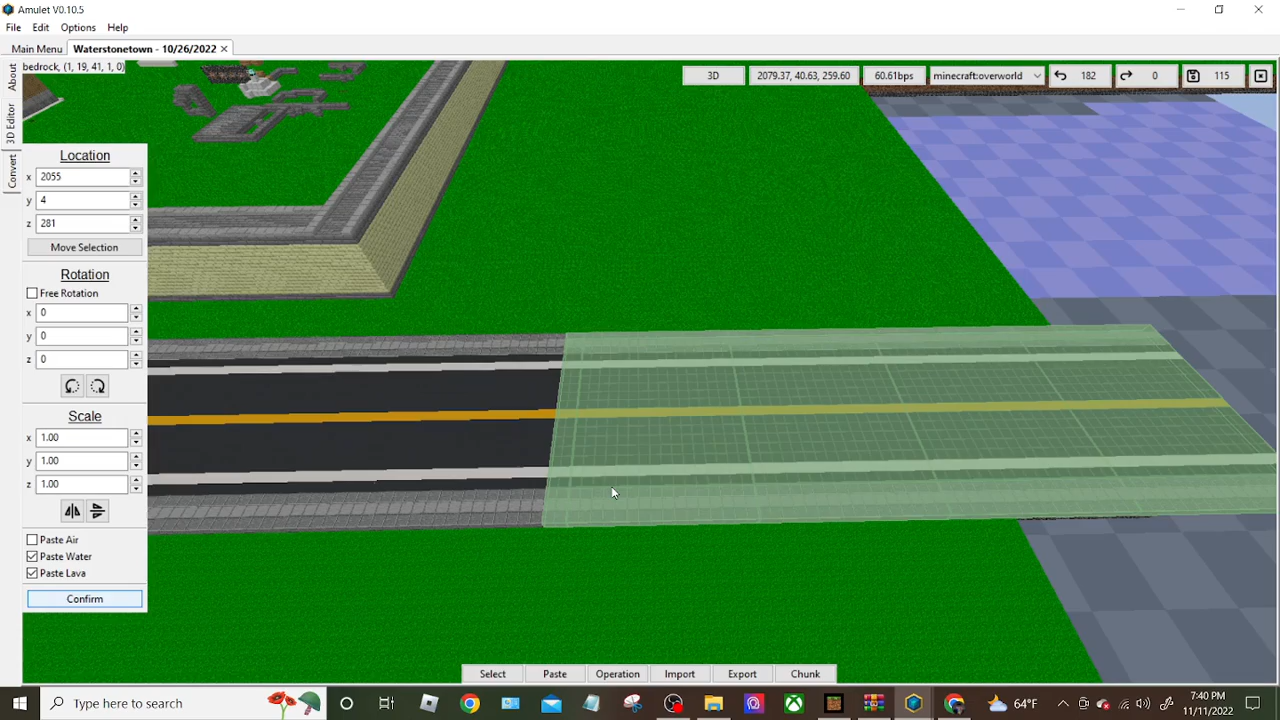 Amulet V0.10.5
File Edit Options Help
Main Menu Waterstonetown - 10/26/2022
bedrock, (1, 19, 41, 1, 0)
3D 2079.37, 40.63, 259.60 60.61bps minecraft:overworld 182 0 115
About
3D Editor
Convert
Location
x 2055
y 4
z 281
Move Selection
Rotation
Free Rotation
x 0
y 0
z 0
Scale
x 1.00
y 1.00
z 1.00
Paste Air
Paste Water
Paste Lava
Confirm
Select Paste Operation Import Export Chunk
Type here to search
64°F
7:40 PM
11/11/2022